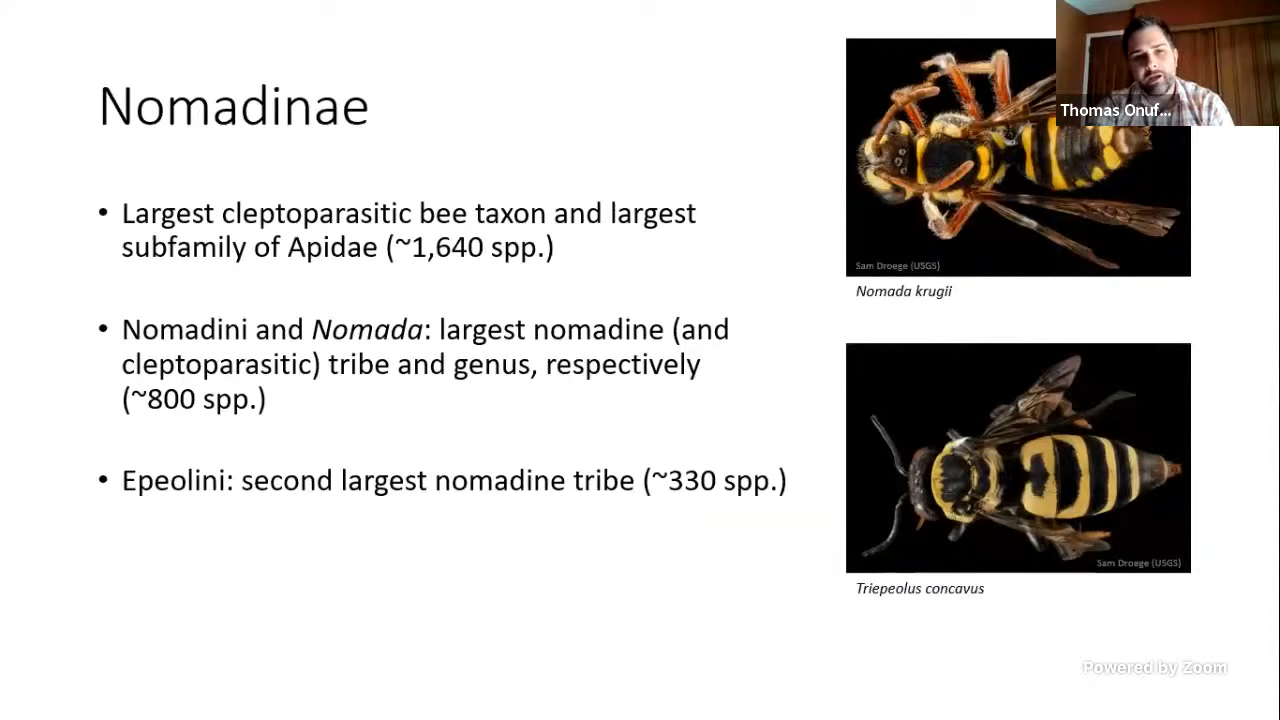 Nomadinae
• Largest cleptoparasitic bee taxon and largest
subfamily of Apidae (~1,640 spp.)
• Nomadini and Nomada: largest nomadine (and
cleptoparasitic) tribe and genus, respectively
(~800 spp.)
• Epeolini: second largest nomadine tribe (~330 spp.)
Thomas Onuf...
Sam Droege (USGS)
Nomada krugii
Sam Droege (USGS)
Triepeolus concavus
Powered by Zoom